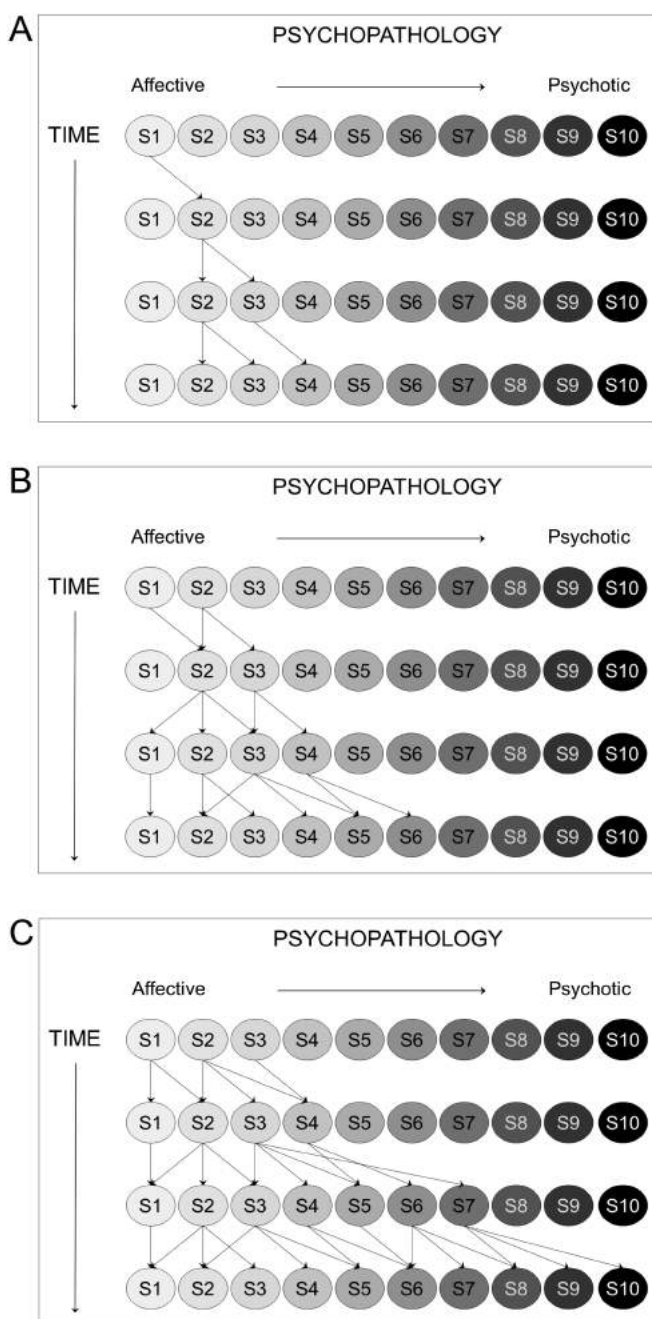 A
PSYCHOPATHOLOGY
Affective Psychotic
TIME S1 S2 S3 S4 S5 S6 S7 S8 S9 S10
S1 S2 S3 S4 S5 S6 S7 S8 S9 S10
S1 S2 S3 S4 S5 S6 S7 S8 S9 S10
S1 S2 S3 S4 S5 S6 S7 S8 S9 S10
B
PSYCHOPATHOLOGY
Affective Psychotic
TIME S1 S2 S3 S4 S5 S6 S7 S8 S9 S10
S1 S2 S3 S4 S5 S6 S7 S8 S9 S10
S1 S2 S3 S4 S5 S6 S7 S8 S9 S10
S1 S2 S3 S4 S5 S6 S7 S8 S9 S10
C
PSYCHOPATHOLOGY
Affective Psychotic
TIME S1 S2 S3 S4 S5 S6 S7 S8 S9 S10
S1 S2 S3 S4 S5 S6 S7 S8 S9 S10
S1 S2 S3 S4 S5 S6 S7 S8 S9 S10
S1 S2 S3 S4 S5 S6 S7 S8 S9 S10